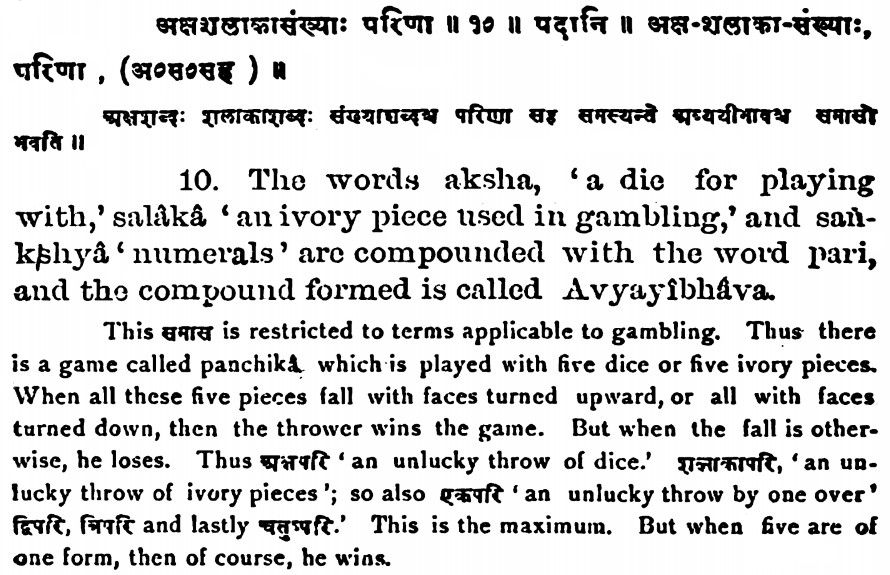 अक्षशलाकासंख्याः परिणा ॥ १० ॥ पदानि ॥ अक्ष-शलाका-संख्याः,
परिणा , (अ०स०सह ) ॥
अक्षशब्दः शलाकाशब्दः संख्याशब्दश्च परिणा सह समस्यन्ते अव्ययीभावश्च समासो
भवति ॥
10. The words aksha, ‘a die for playing
with,’ salâkâ ‘an ivory piece used in gambling,’ and saṅ-
khyâ ‘numerals’ are compounded with the word pari,
and the compound formed is called Avyayîbhâva.
This समास is restricted to terms applicable to gambling. Thus there
is a game called panchikâ which is played with five dice or five ivory pieces.
When all these five pieces fall with faces turned upward, or all with faces
turned down, then the thrower wins the game. But when the fall is other-
wise, he loses. Thus अक्षपरि ‘an unlucky throw of dice.’ शलाकापरि, ‘an un-
lucky throw of ivory pieces’; so also एकपरि ‘an unlucky throw by one over’
द्विपरि, त्रिपरि and lastly चतुष्परि.’ This is the maximum. But when five are of
one form, then of course, he wins.